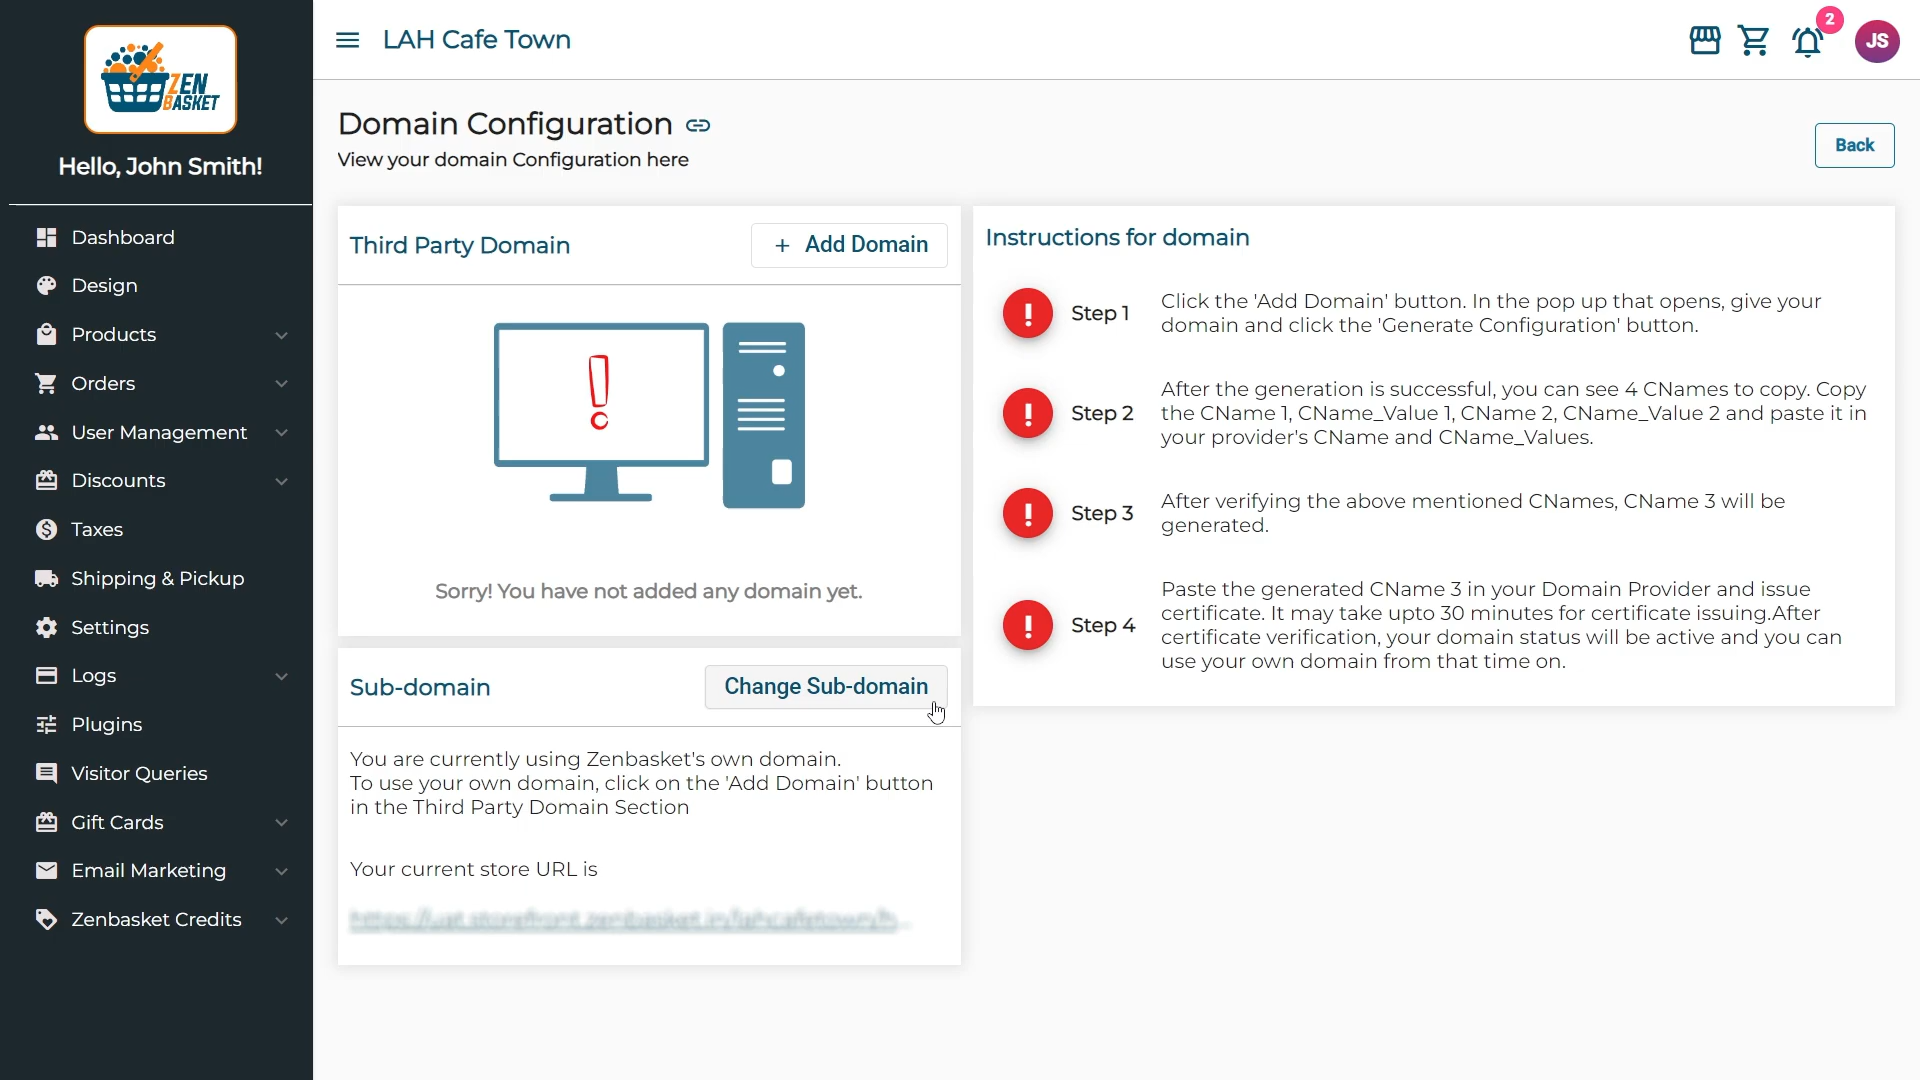 ZEN
BASKET
Hello, John Smith!
Dashboard
Design
Products
Orders
User Management
Discounts
Taxes
Shipping & Pickup
Settings
Logs
Plugins
Visitor Queries
Gift Cards
Email Marketing
Zenbasket Credits
LAH Cafe Town
2
JS
Domain Configuration
View your domain Configuration here
Back
Third Party Domain
+ Add Domain
Sorry! You have not added any domain yet.
Sub-domain
Change Sub-domain
You are currently using Zenbasket's own domain.
To use your own domain, click on the 'Add Domain' button
in the Third Party Domain Section
Your current store URL is
Instructions for domain
Step 1
Click the 'Add Domain' button. In the pop up that opens, give your
domain and click the 'Generate Configuration' button.
Step 2
After the generation is successful, you can see 4 CNames to copy. Copy
the CName 1, CName_Value 1, CName 2, CName_Value 2 and paste it in
your provider's CName and CName_Values.
Step 3
After verifying the above mentioned CNames, CName 3 will be
generated.
Step 4
Paste the generated CName 3 in your Domain Provider and issue
certificate. It may take upto 30 minutes for certificate issuing.After
certificate verification, your domain status will be active and you can
use your own domain from that time on.